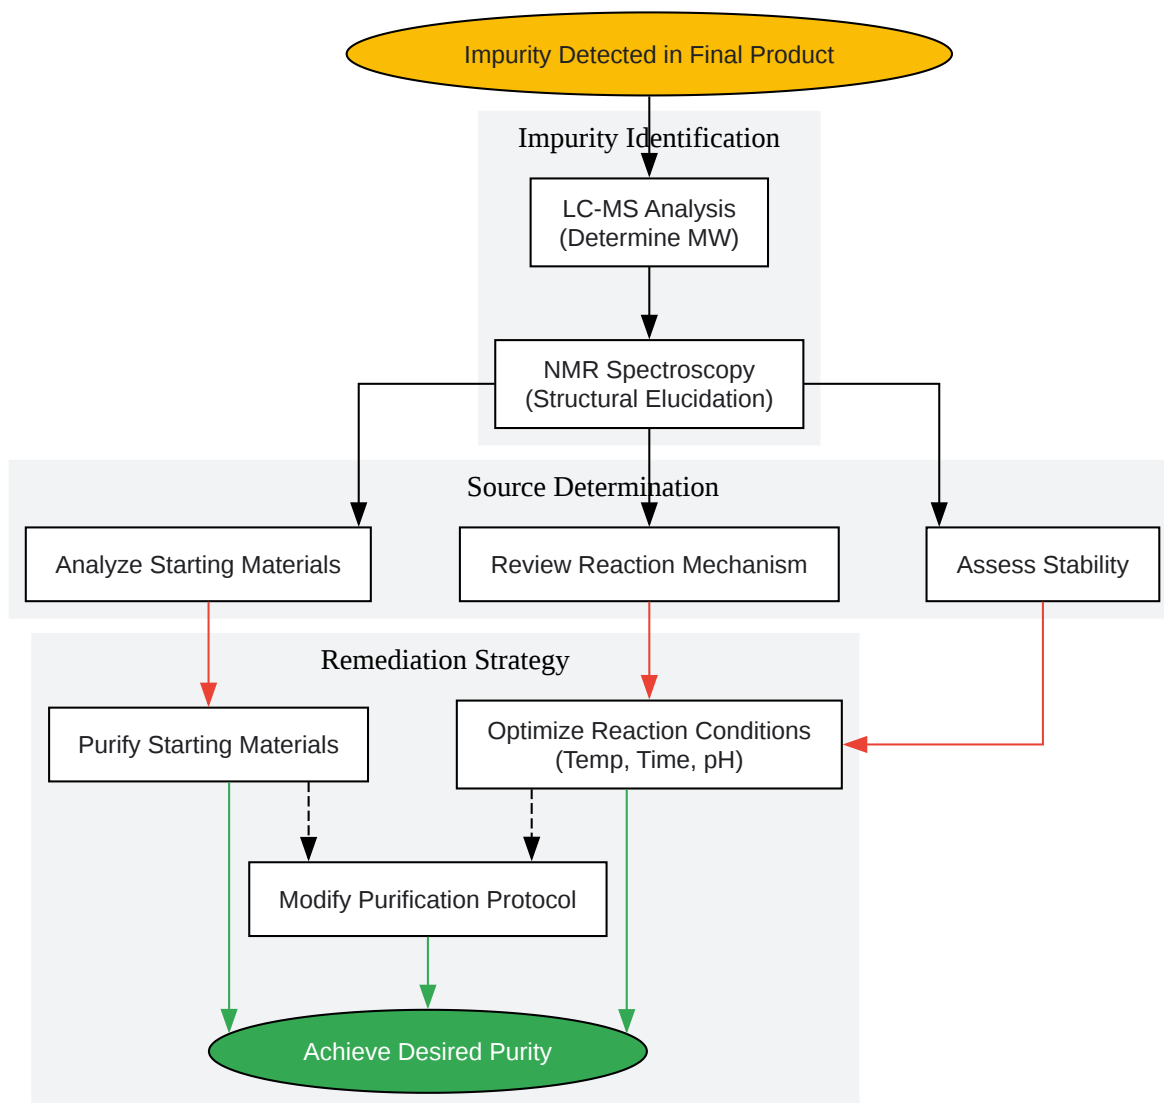 Impurity Detected in Final Product
Impurity Identification
LC-MS Analysis
(Determine MW)
NMR Spectroscopy
(Structural Elucidation)
Source Determination
Analyze Starting Materials
Review Reaction Mechanism
Assess Stability
Remediation Strategy
Purify Starting Materials
Optimize Reaction Conditions
(Temp, Time, pH)
Modify Purification Protocol
Achieve Desired Purity